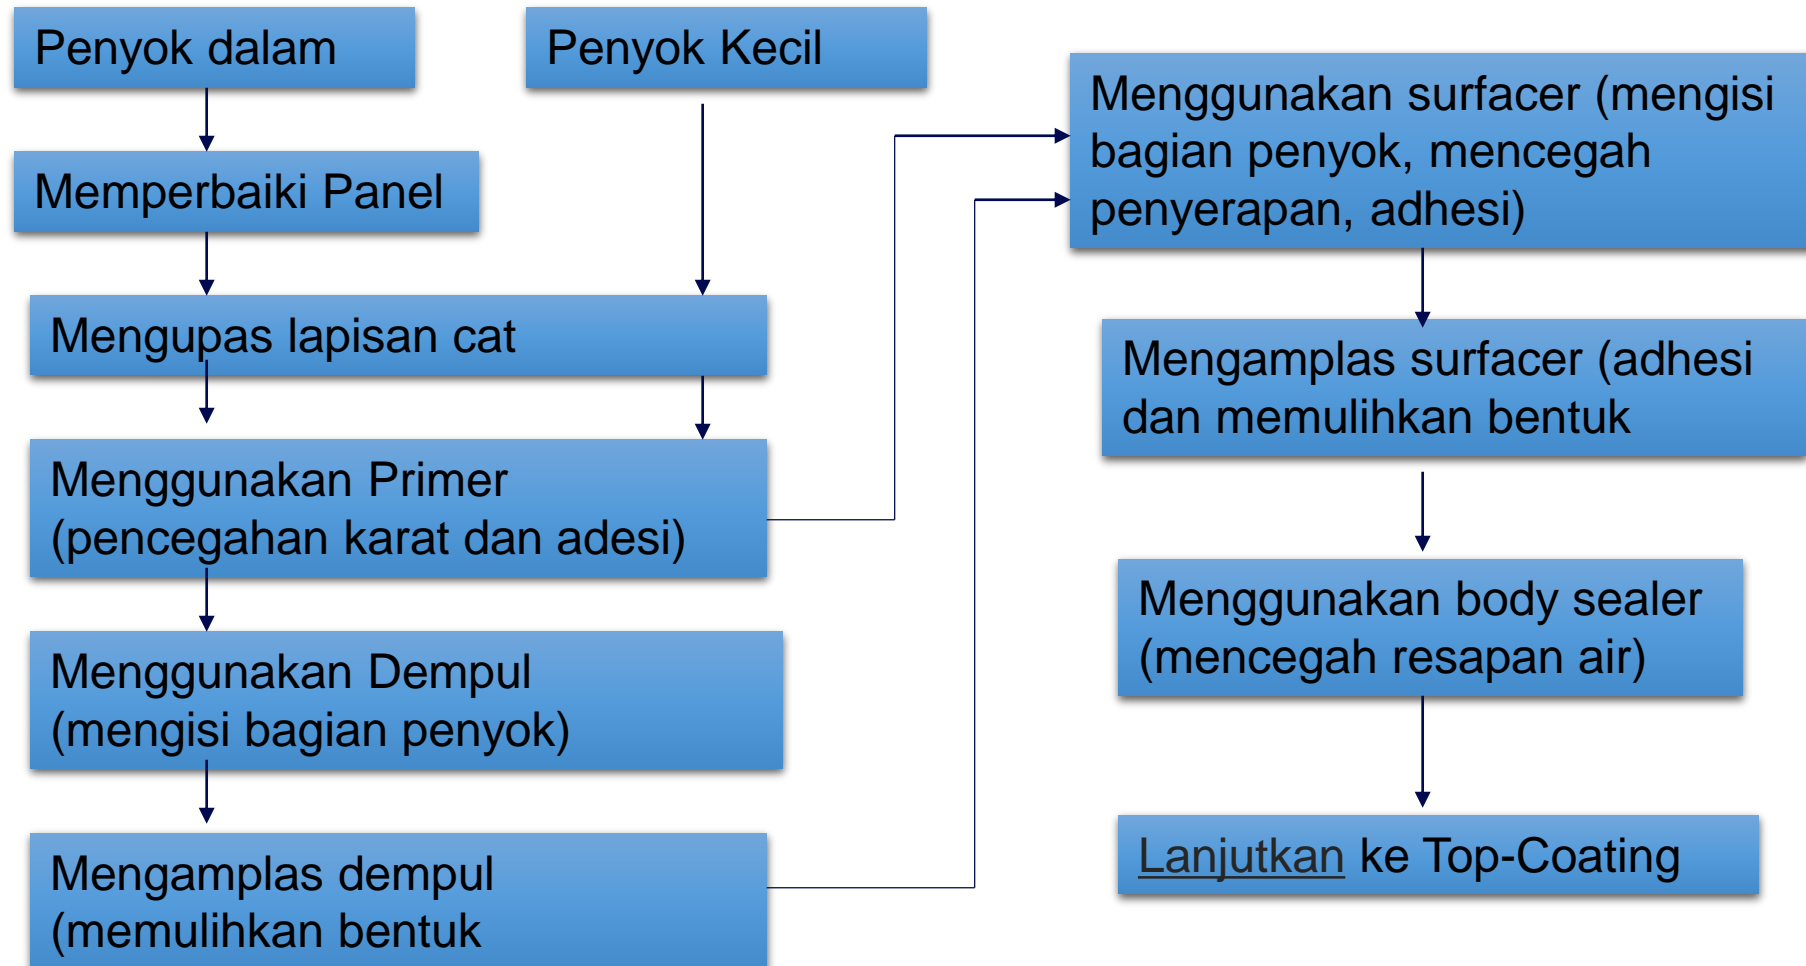 Penyok dalam
Penyok Kecil
Memperbaiki Panel
Mengupas lapisan cat
Menggunakan Primer
(pencegahan karat dan adesi)
Menggunakan Dempul
(mengisi bagian penyok)
Mengamplas dempul
(memulihkan bentuk
Menggunakan surfacer (mengisi
bagian penyok, mencegah
penyerapan, adhesi)
Mengamplas surfacer (adhesi
dan memulihkan bentuk
Menggunakan body sealer
(mencegah resapan air)
Lanjutkan ke Top-Coating